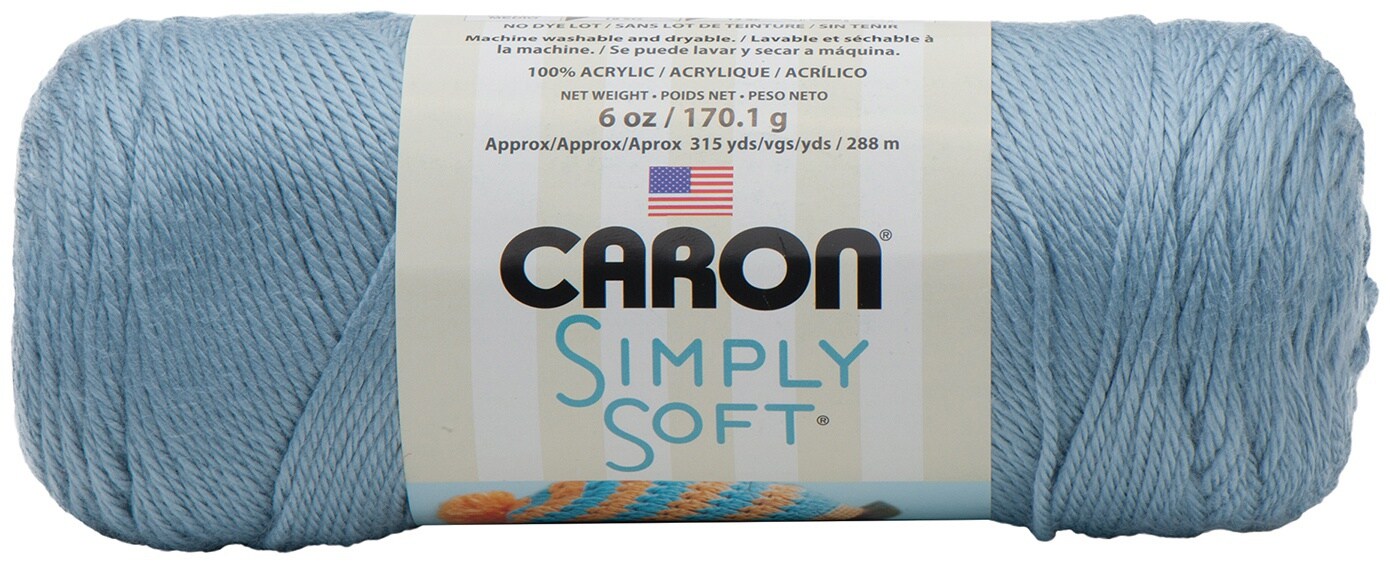 NO DYE LOT / SANS LOT DE TEINTURE / SIN TEÑIR
Machine washable and dryable. / Lavable et séchable à
la machine. / Se puede lavar y secar a máquina.
100% ACRYLIC / ACRYLIQUE / ACRÍLICO
NET WEIGHT • POIDS NET • PESO NETO
6 oz / 170.1 g
Approx/Approx/Aprox 315 yds/vgs/yds / 288 m
CARON®
SIMPLY
SOFT®